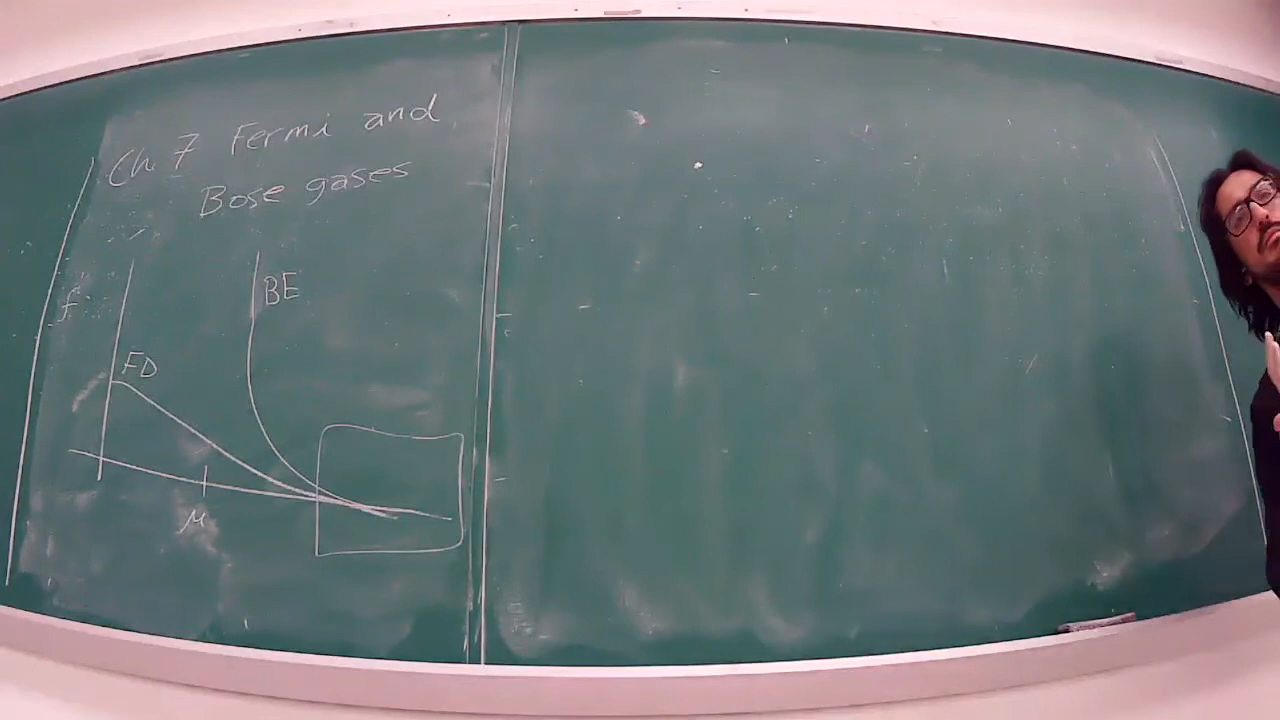 Ch. 7 Fermi and
Bose gases
BE
f
FD
μ